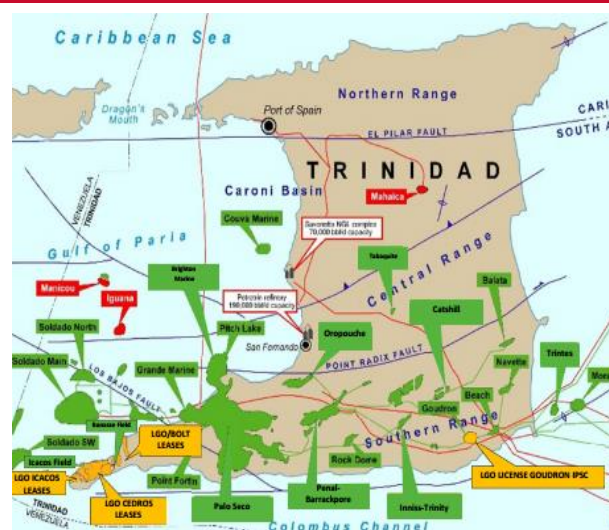 Caribbean Sea
Dragon's
Mouth
Port of Spain
Northern Range
EL PILAR FAULT
CARI
SOUTH A
TRINIDAD
Caroni Basin
Mahaica
VENEZUELA
TRINIDAD
Couva Marine
Savonetta NGL complex
70,000 bbl/d capacity
Gulf of Paria
Central Range
Brighton
Marine
Tabaquite
Manicou
Iguana
Balata
Petrotrin refinery
190,000 bbl/d capacity
Catshill
Soldado North
Pitch Lake
San Fernando
Oropouche
POINT RADIX FAULT
Navette
Trintes
Soldado Main
LOS BAJOS FAULT
Grande Marine
Beach
Mora
Goudron
Southern Range
LGO/BOLT
LEASES
Soldado SW
Icacos Field
Rock Dome
LGO LICENSE GOUDRON IPSC
LGO ICACOS
LEASES
LGO CEDROS
LEASES
Point Fortin
Palo Seco
Penal-
Barrackpore
Inniss-Trinity
TRINIDAD
VENEZUELA
Columbus Channel